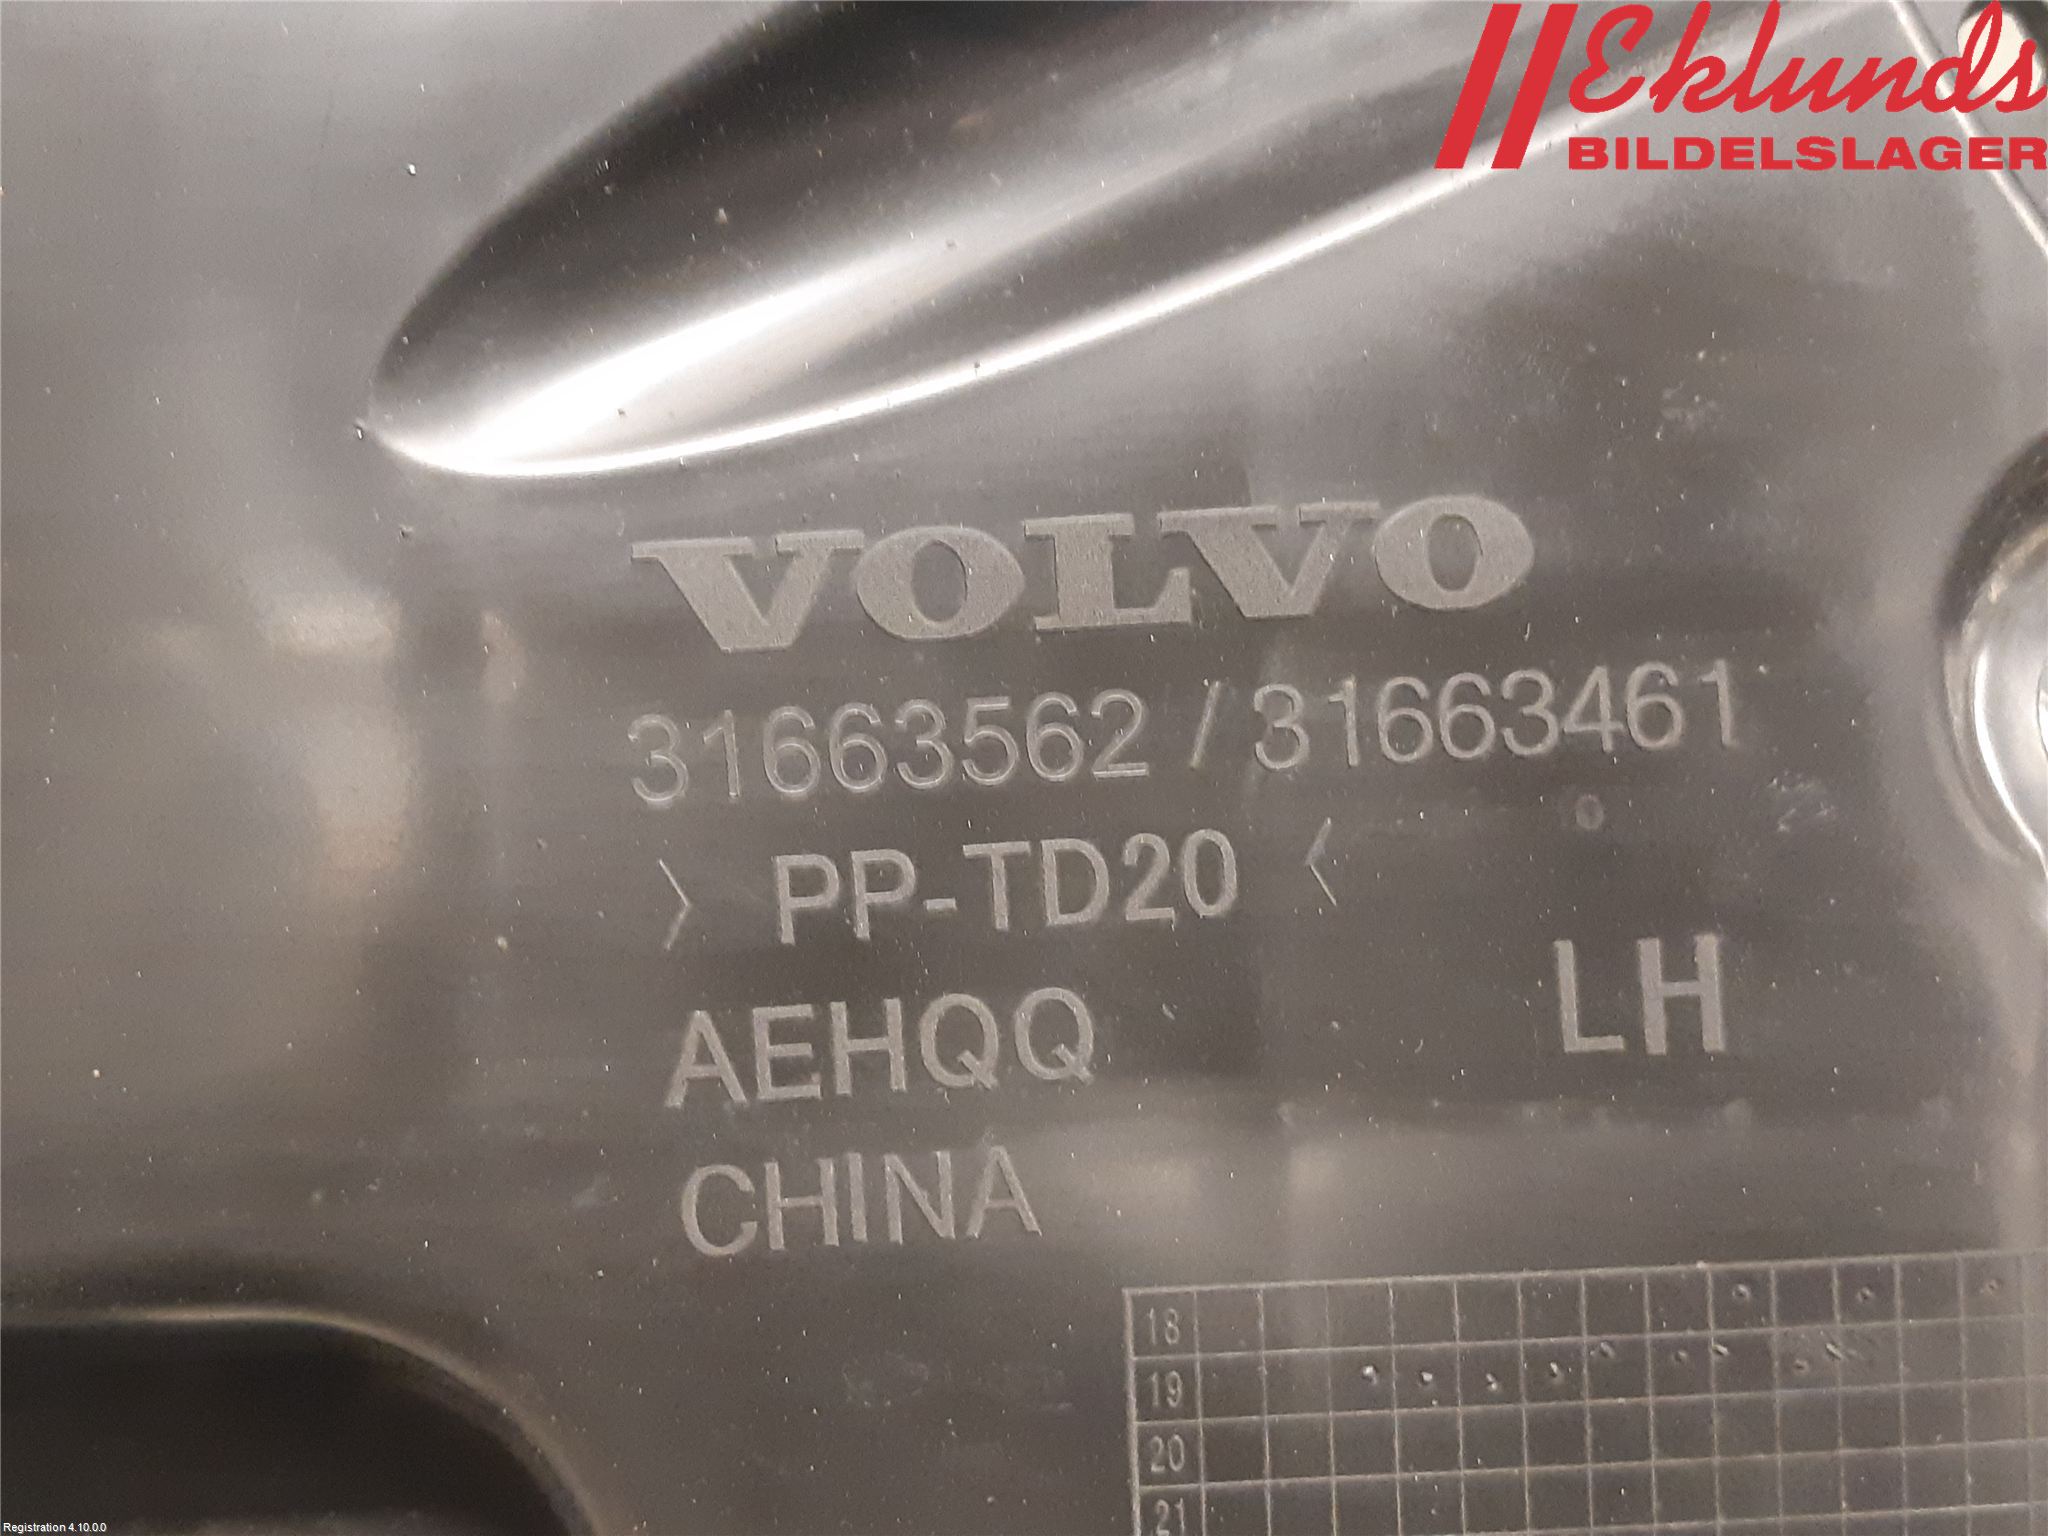 Eklunds
BILDELSLAGER
VOLVO
31663562 / 31663461
> PP-TD20 <
AEHQQ LH
CHINA
18
19
20
21
Registration 4.10.0.0